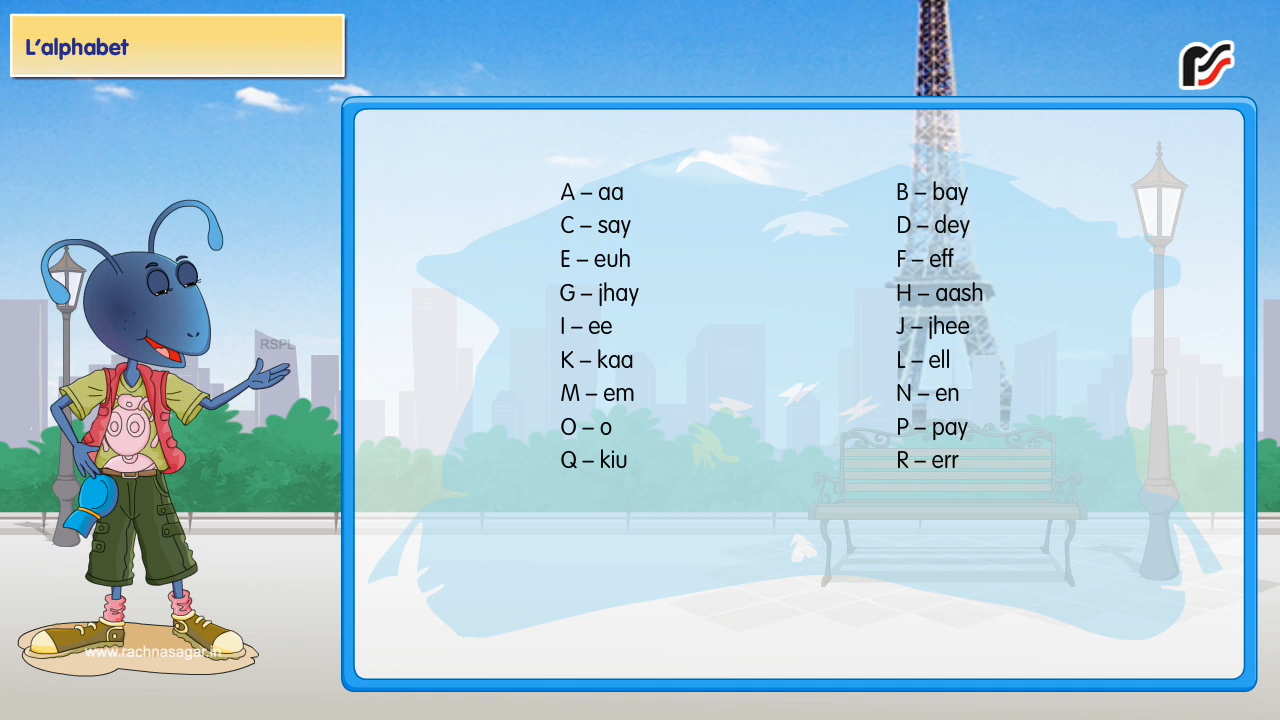 L'alphabet
RS
A – aa B – bay
C – say D – dey
E – euh F – eff
G – jhay H – aash
I – ee J – jhee
K – kaa L – ell
M – em N – en
O – o P – pay
Q – kiu R – err
RSPL
www.rachnasagar.in